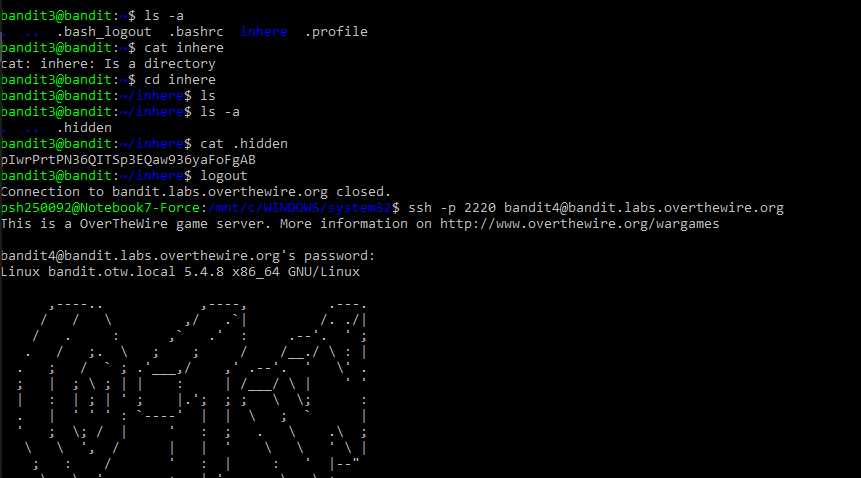 bandit3@bandit:~$ ls -a
.  ..  .bash_logout  .bashrc  inhere  .profile
bandit3@bandit:~$ cat inhere
cat: inhere: Is a directory
bandit3@bandit:~$ cd inhere
bandit3@bandit:~/inhere$ ls
bandit3@bandit:~/inhere$ ls -a
.  ..  .hidden
bandit3@bandit:~/inhere$ cat .hidden
pIwrPrtPN36QITSp3EQaw936yaFoFgAB
bandit3@bandit:~/inhere$ logout
Connection to bandit.labs.overthewire.org closed.
psh250092@Notebook7-Force:/mnt/c/WINDOWS/system32$ ssh -p 2220 bandit4@bandit.labs.overthewire.org
This is a OverTheWire game server. More information on http://www.overthewire.org/wargames
bandit4@bandit.labs.overthewire.org's password:
Linux bandit.otw.local 5.4.8 x86_64 GNU/Linux